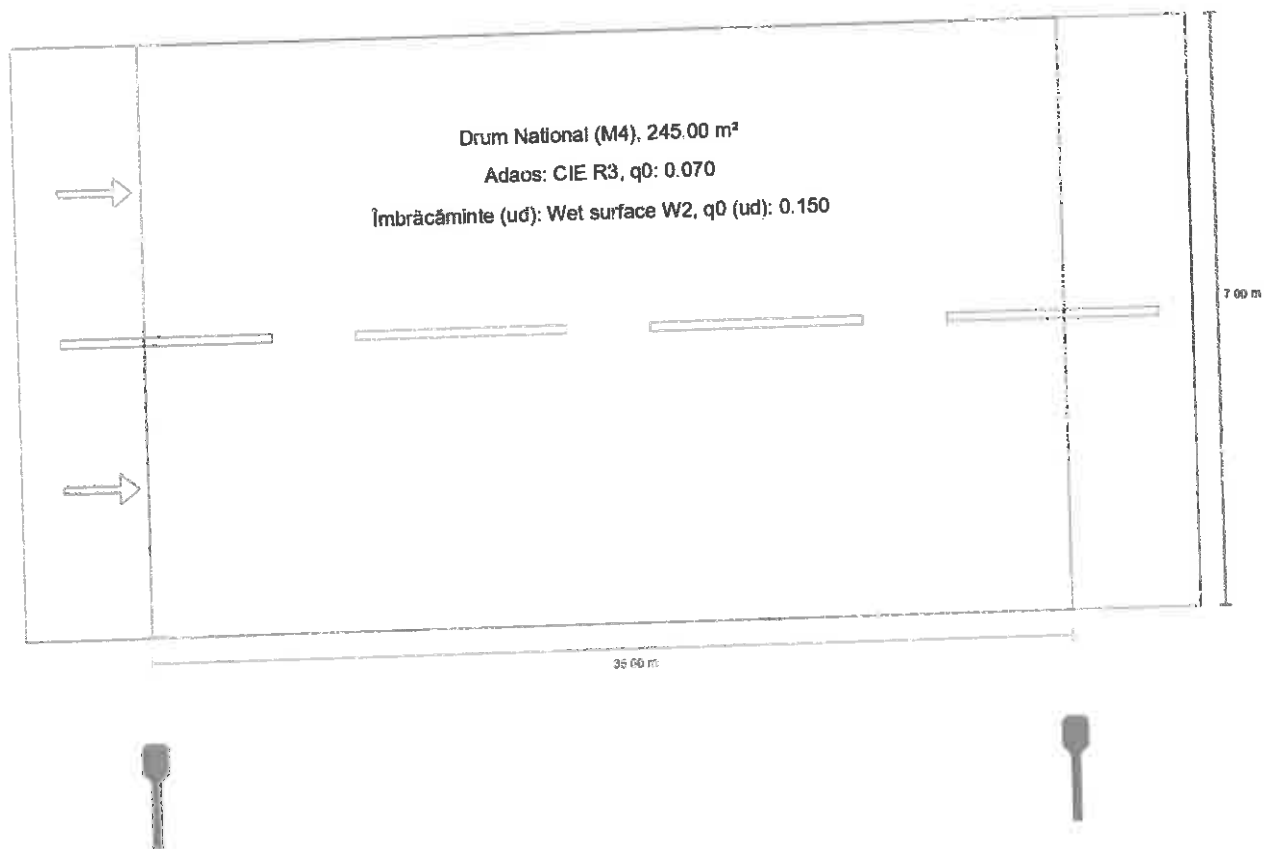 Drum National (M4), 245.00 m²
Adaos: CIE R3, q0: 0.070
Îmbrăcăminte (ud): Wet surface W2, q0 (ud): 0.150
7.00 m
35.00 m